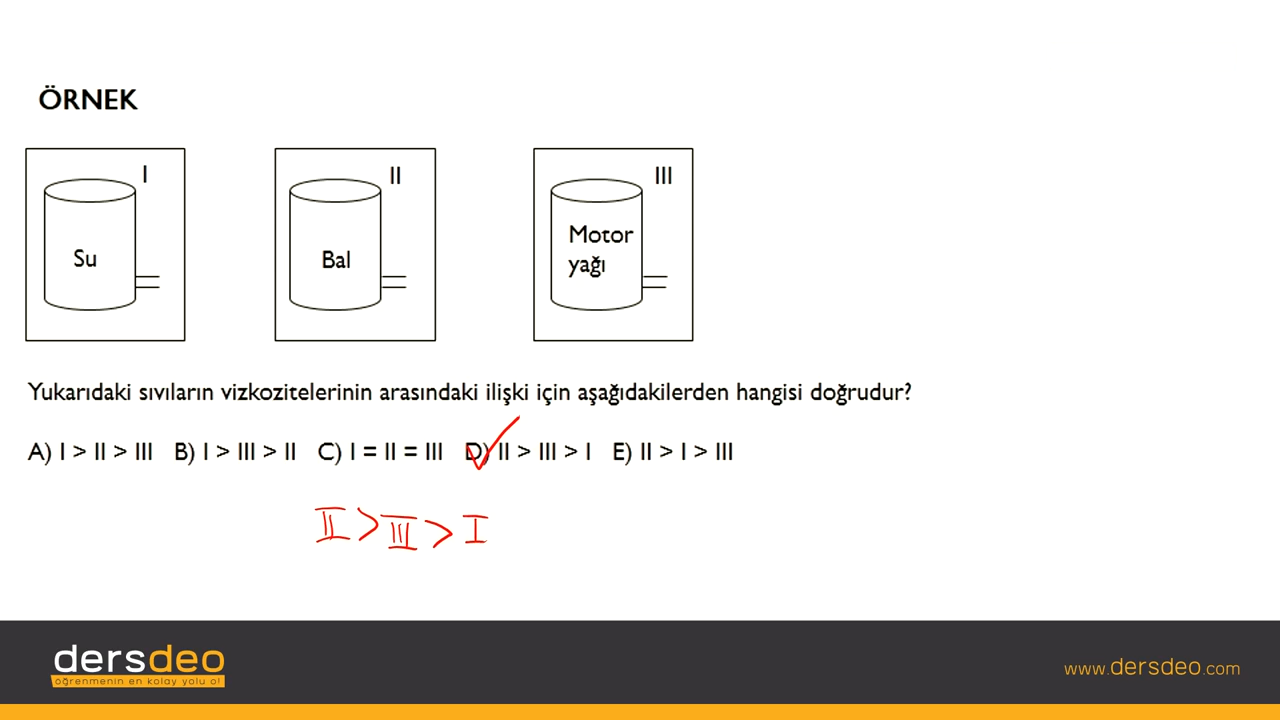 ÖRNEK
I
II
III
Su
Bal
Motor
yağı
Yukarıdaki sıvıların vizkozitelerinin arasındaki ilişki için aşağıdakilerden hangisi doğrudur?
A) I > II > III B) I > III > II C) I = II = III D) II > III > I E) II > I > III
II > III > I
dersdeo
öğrenmenin en kolay yolu o!
www.dersdeo.com